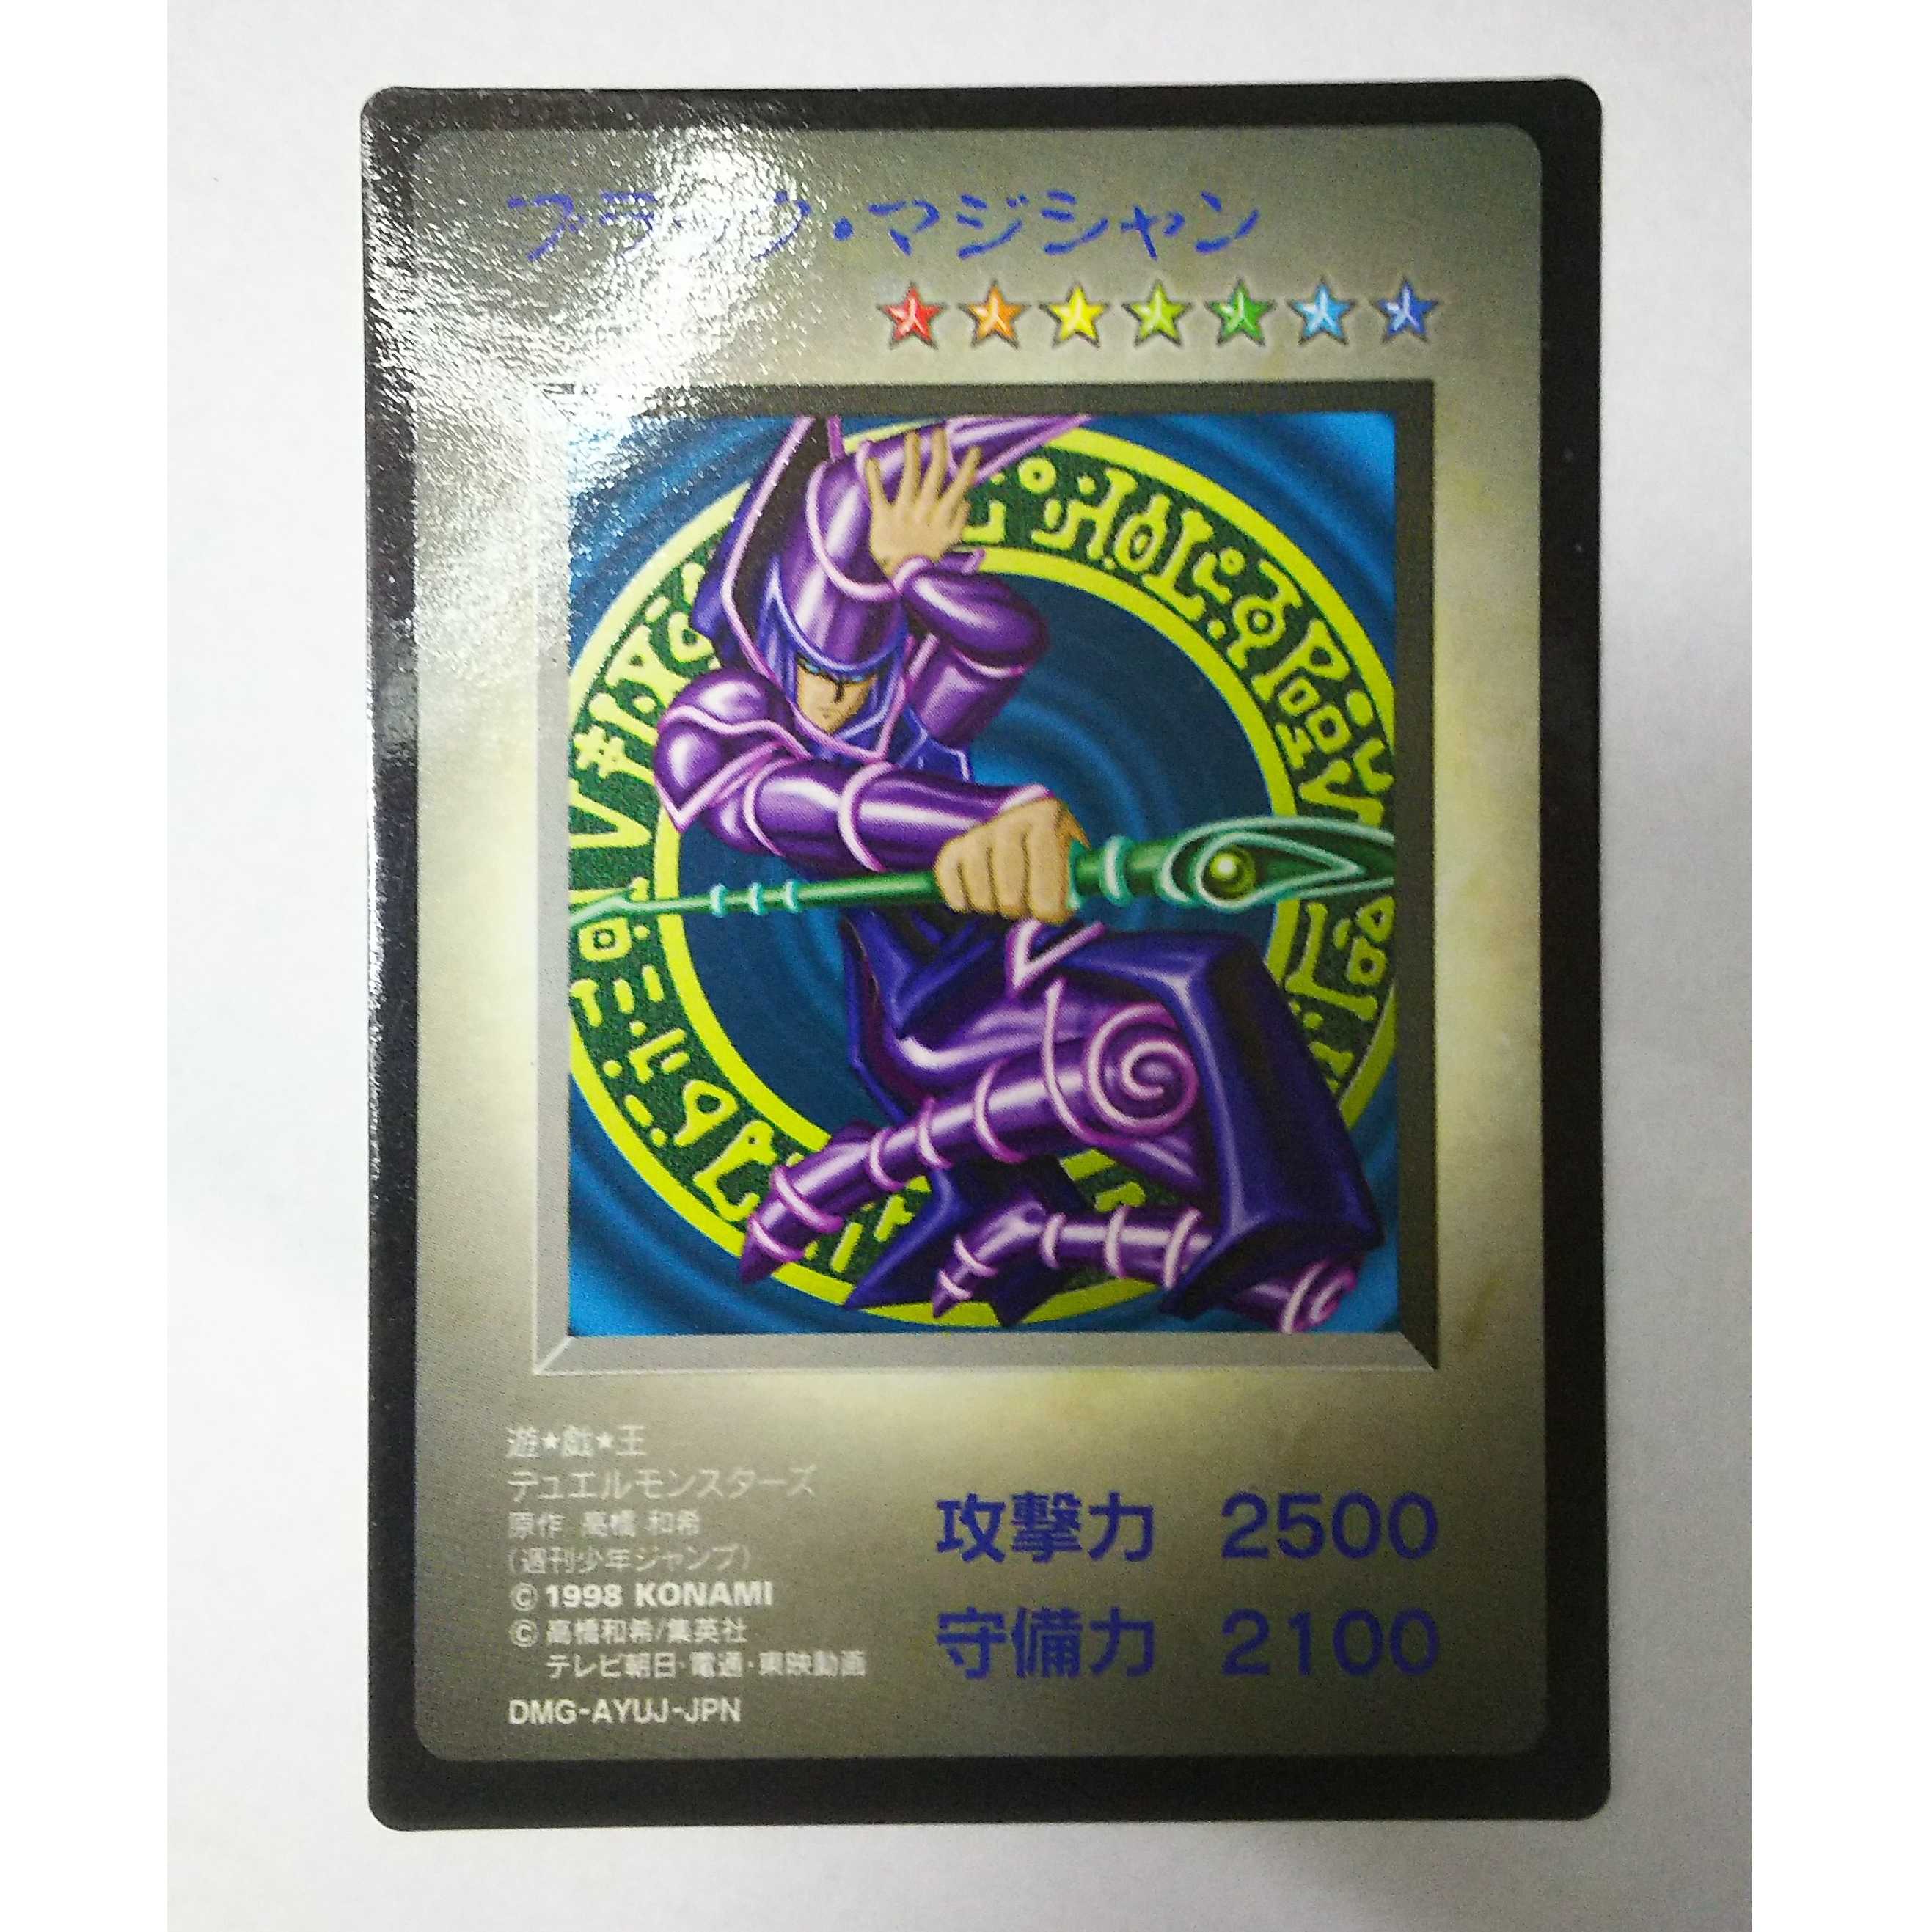 ブラック・マジシャン
遊★戯★王
デュエルモンスターズ
原作 高橋 和希
(週刊少年ジャンプ)
© 1998 KONAMI
© 高橋和希/集英社
テレビ朝日・電通・東映動画
DMG-AYUJ-JPN
攻撃力 2500
守備力 2100